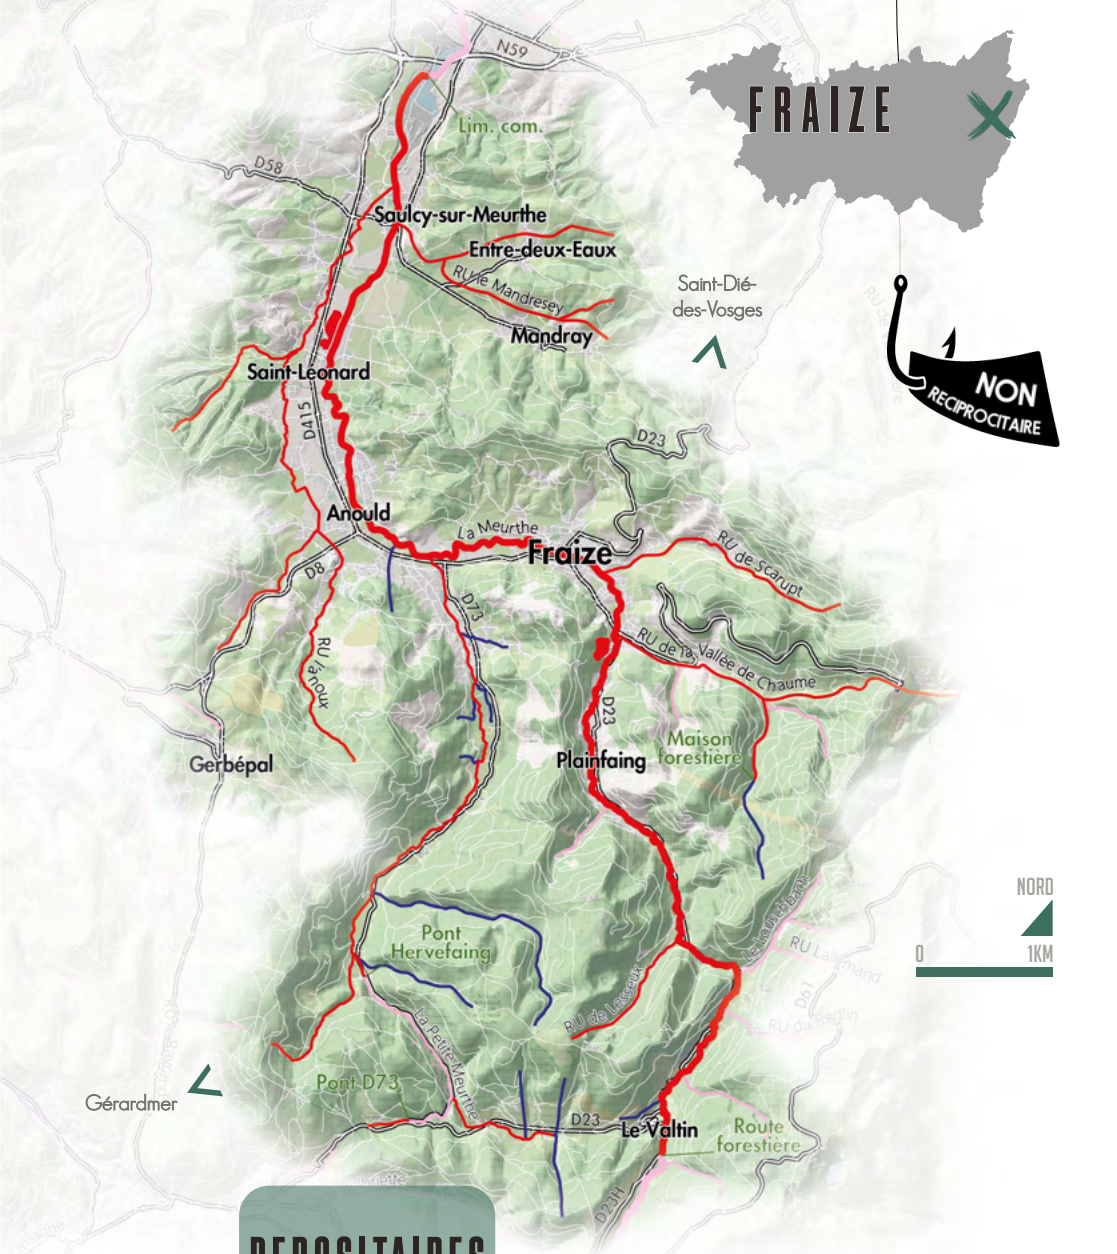 N59
FRAIZE
Lim. com.
D58
Saulcy-sur-Meurthe
Entre-deux-Eaux
RU le Mandresey
Saint-Dié-
des-Vosges
Mandray
Saint-Léonard
NON
RECIPROCITAIRE
D415
D23
Anould
La Meurthe
Fraize
RU de Scarupt
D8
D73
RU de la Vallée de Chaume
RU l'anoux
D23
Maison
forestière
Gerbépal
Plainfaing
NORD
0
1KM
Pont
Hervefaing
RU Lallemand
D61
RU de Lesseux
La Petite Meurthe
Pont D73
Gérardmer
D23
Le Valtin
Route
forestière
D23H
DEPOSITAIRES